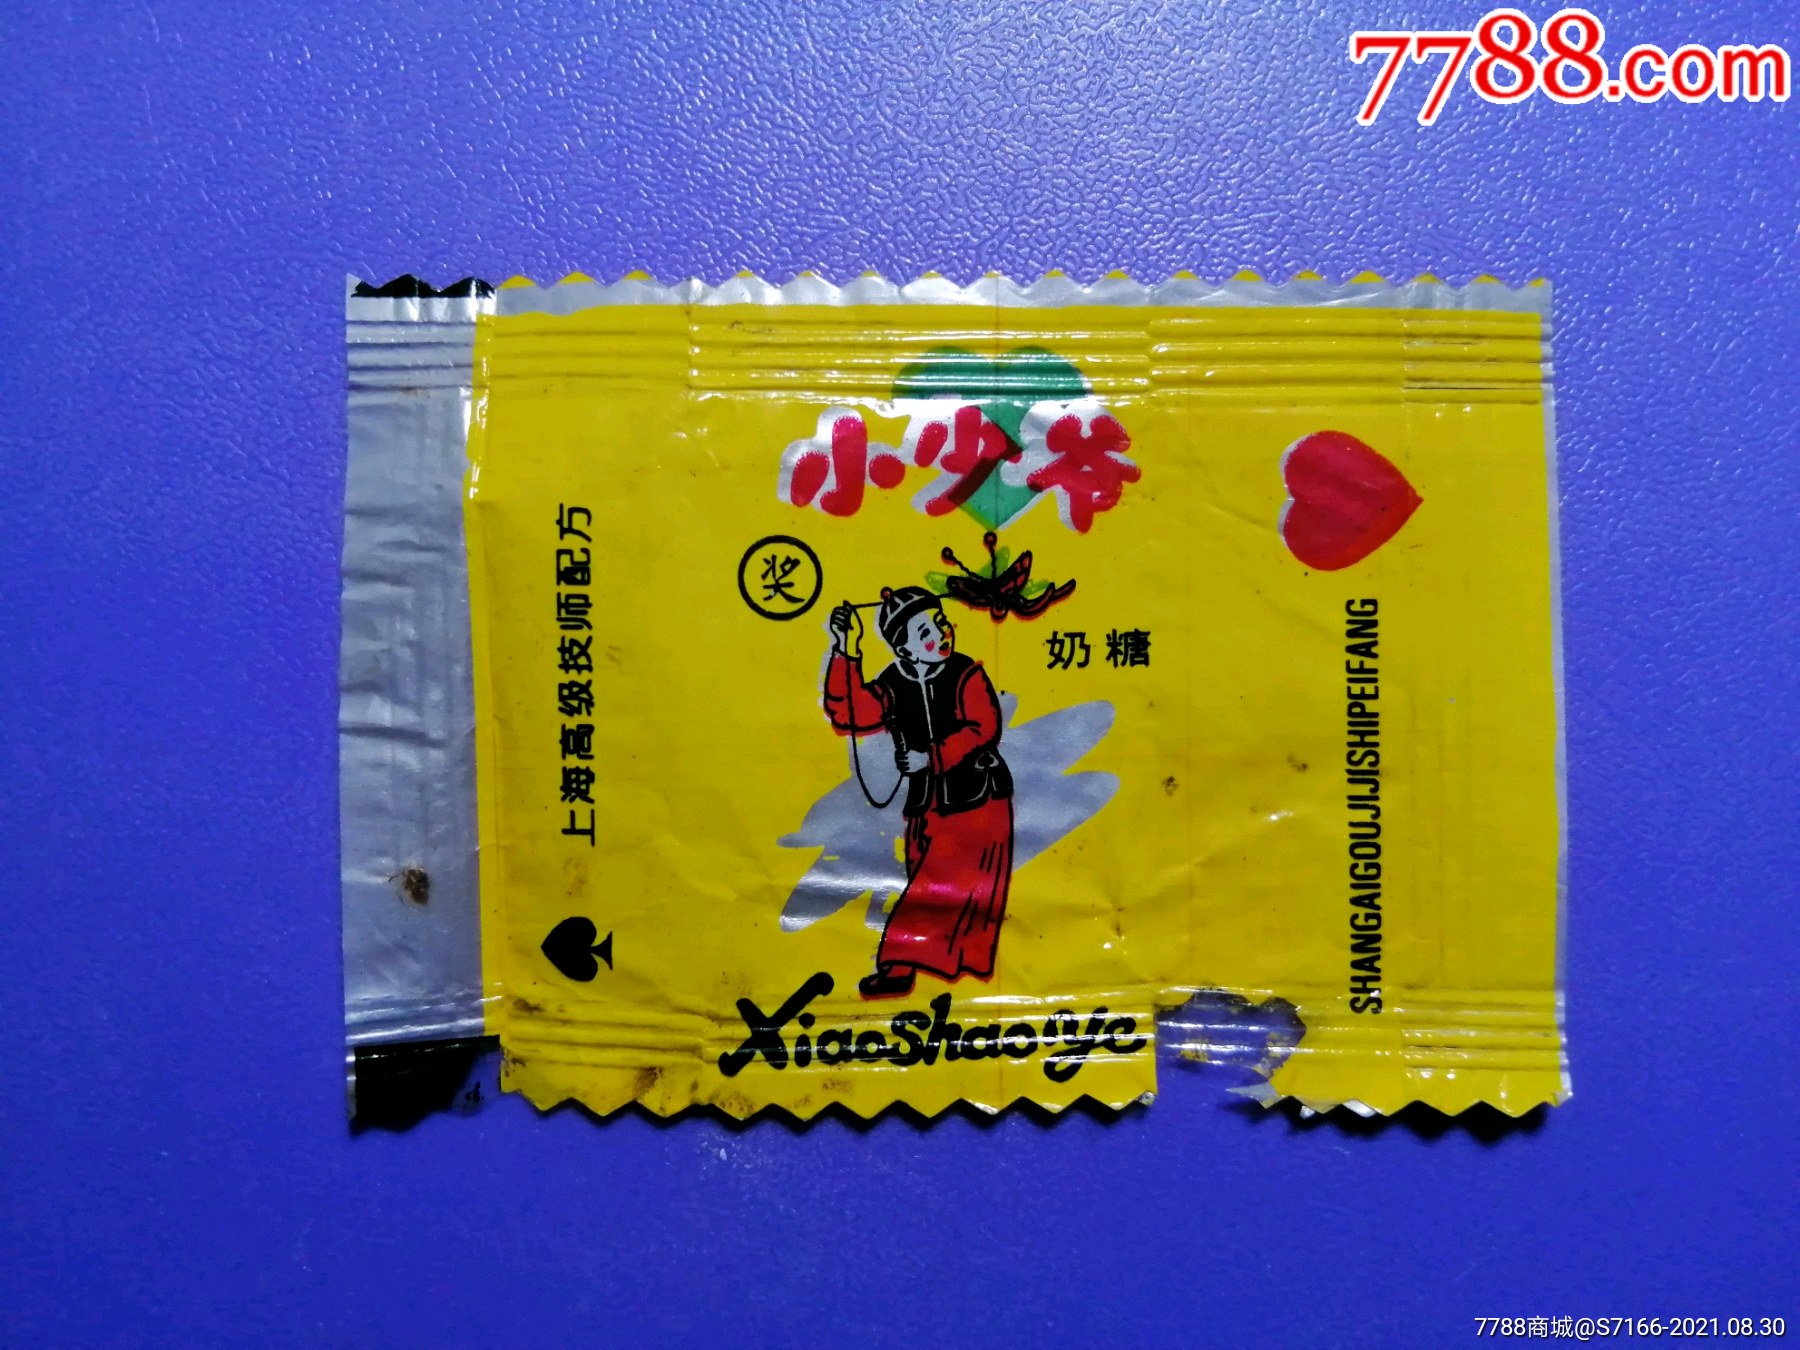 7788.com
小少爷
奖
奶糖
上海高级技师配方
SHANGAIGOUJIJISHIPEIFANG
XiaoShaoye
7788商城@S7166-2021.08.30